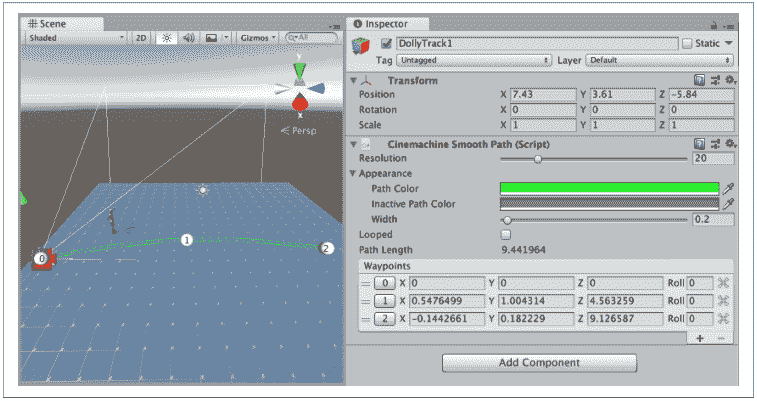 Scene
Shaded 2D Gizmos All
y
x
Persp
0 1 2
Inspector
DollyTrack1 Static
Tag Untagged Layer Default
Transform
Position X 7.43 Y 3.61 Z -5.84
Rotation X 0 Y 0 Z 0
Scale X 1 Y 1 Z 1
Cinemachine Smooth Path (Script)
Resolution 20
Appearance
Path Color
Inactive Path Color
Width 0.2
Looped
Path Length 9.441964
Waypoints
0 X 0 Y 0 Z 0 Roll 0
1 X 0.5476499 Y 1.004314 Z 4.563259 Roll 0
2 X -0.1442661 Y 0.182229 Z 9.126587 Roll 0
+ −
Add Component